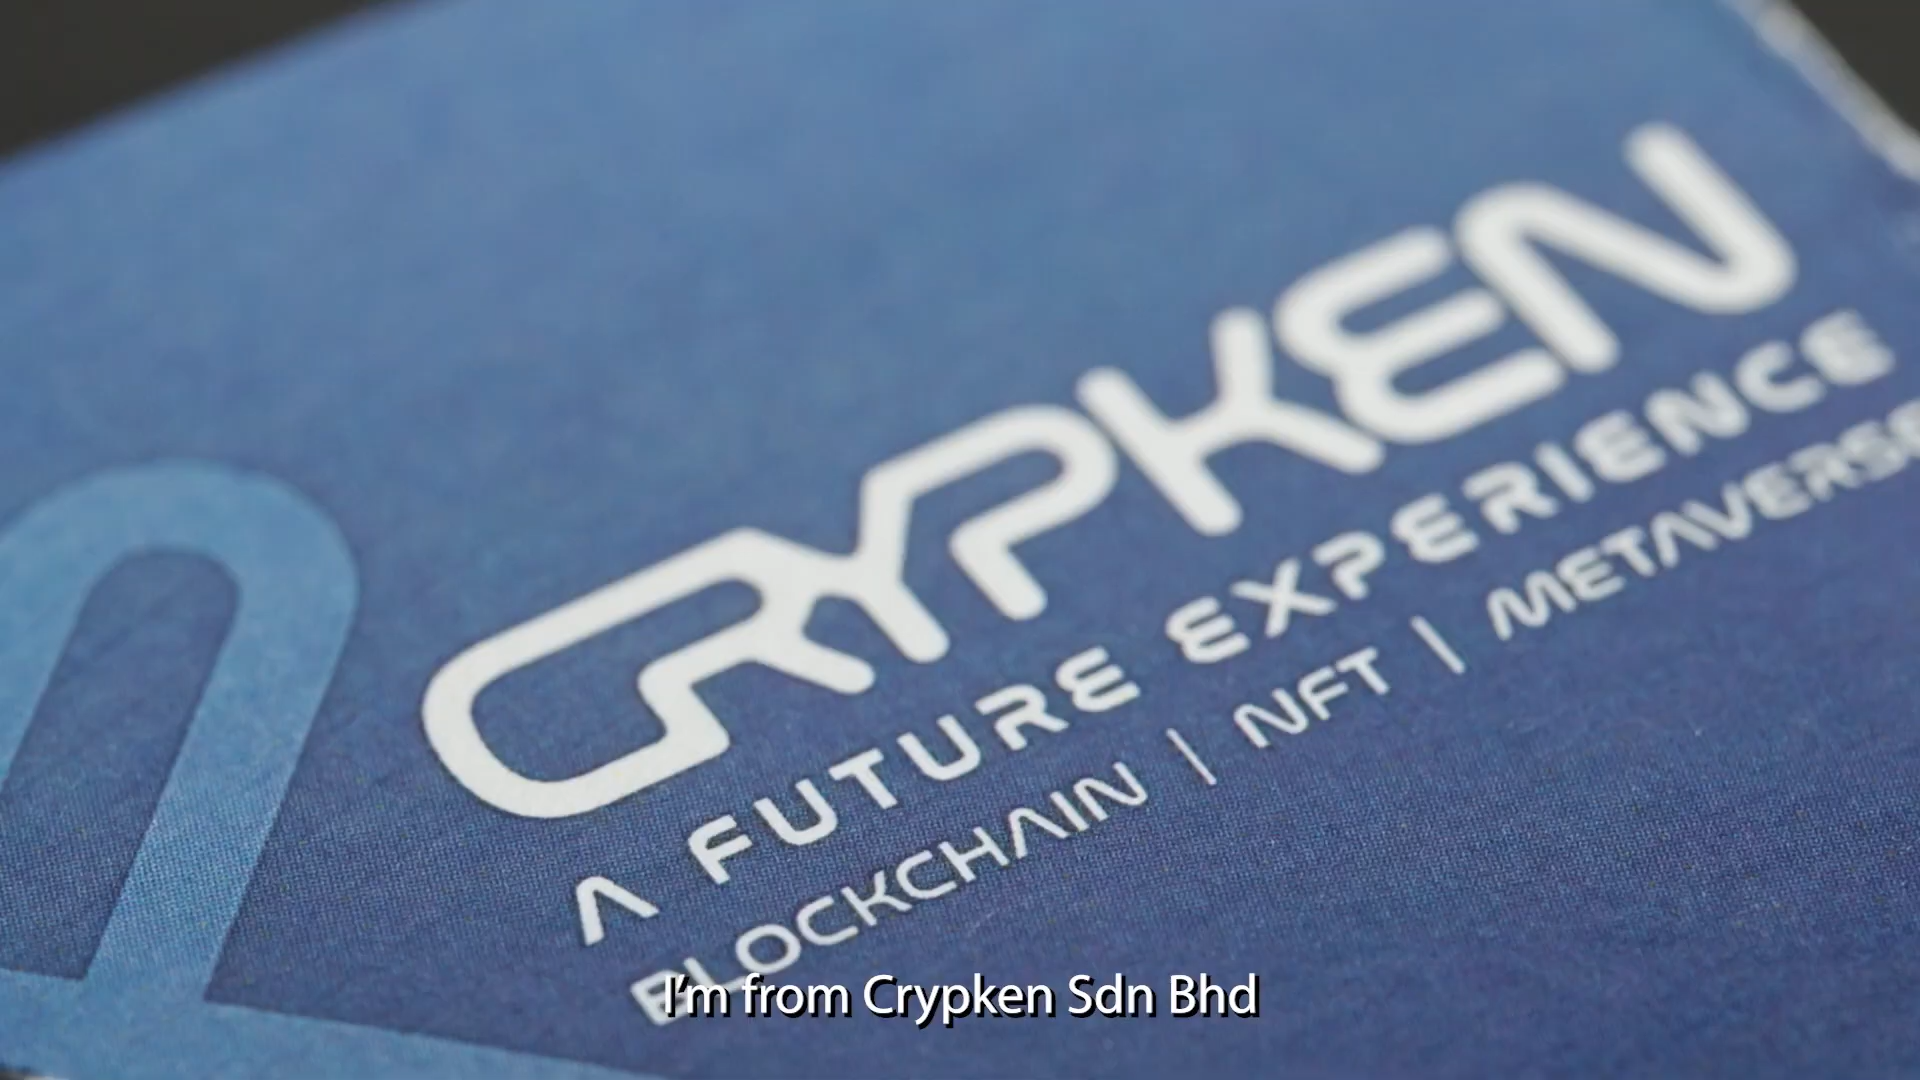 CRYPKEN
A FUTURE EXPERIENCE
BLOCKCHAIN | NFT | METAVERSE
I'm from Crypken Sdn Bhd